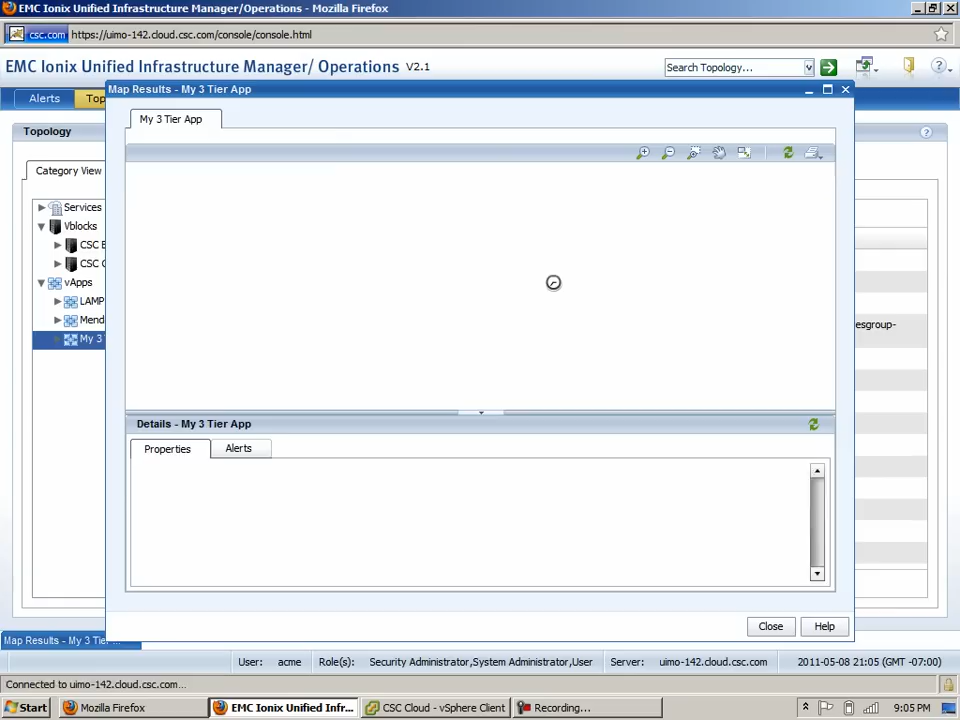 EMC Ionix Unified Infrastructure Manager/Operations - Mozilla Firefox
csc.com https://uimo-142.cloud.csc.com/console/console.html
EMC Ionix Unified Infrastructure Manager/ Operations V2.1
Search Topology...
Alerts
Top
Map Results - My 3 Tier App
Topology
My 3 Tier App
Category View
Services
Vblocks
CSC
CSC
vApps
LAMP
Mend
My 3
esgroup-
Details - My 3 Tier App
Properties
Alerts
Close
Help
Map Results - My 3 Tier ...
User: acme Role(s): Security Administrator,System Administrator,User Server: uimo-142.cloud.csc.com 2011-05-08 21:05 (GMT -07:00)
Connected to uimo-142.cloud.csc.com...
Start
Mozilla Firefox
EMC Ionix Unified Infr...
CSC Cloud - vSphere Client
Recording...
9:05 PM